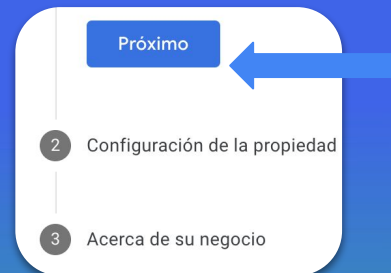 Próximo
2 Configuración de la propiedad
3 Acerca de su negocio